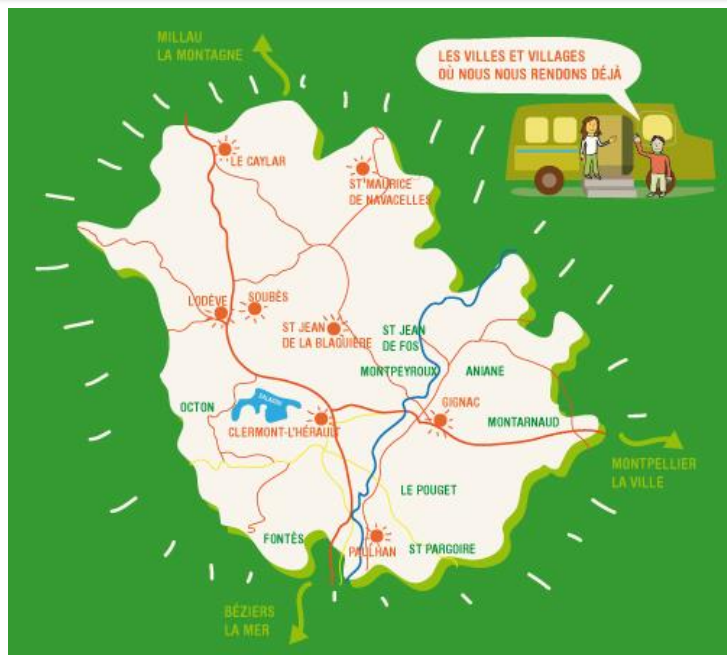 MILLAU
LA MONTAGNE
LES VILLES ET VILLAGES
OÙ NOUS NOUS RENDONS DÉJÀ
LE CAYLAR
ST MAURICE
DE NAVACELLES
LODÈVE
SOUBÈS
ST JEAN
DE LA BLAQUIÈRE
ST JEAN
DE FOS
MONTPEYROUX
ANIANE
OCTON
SALAGOU
GIGNAC
CLERMONT-L'HÉRAULT
MONTARNAUD
MONTPELLIER
LA VILLE
LE POUGET
FONTÈS
PAULHAN
ST PARGOIRE
BÉZIERS
LA MER